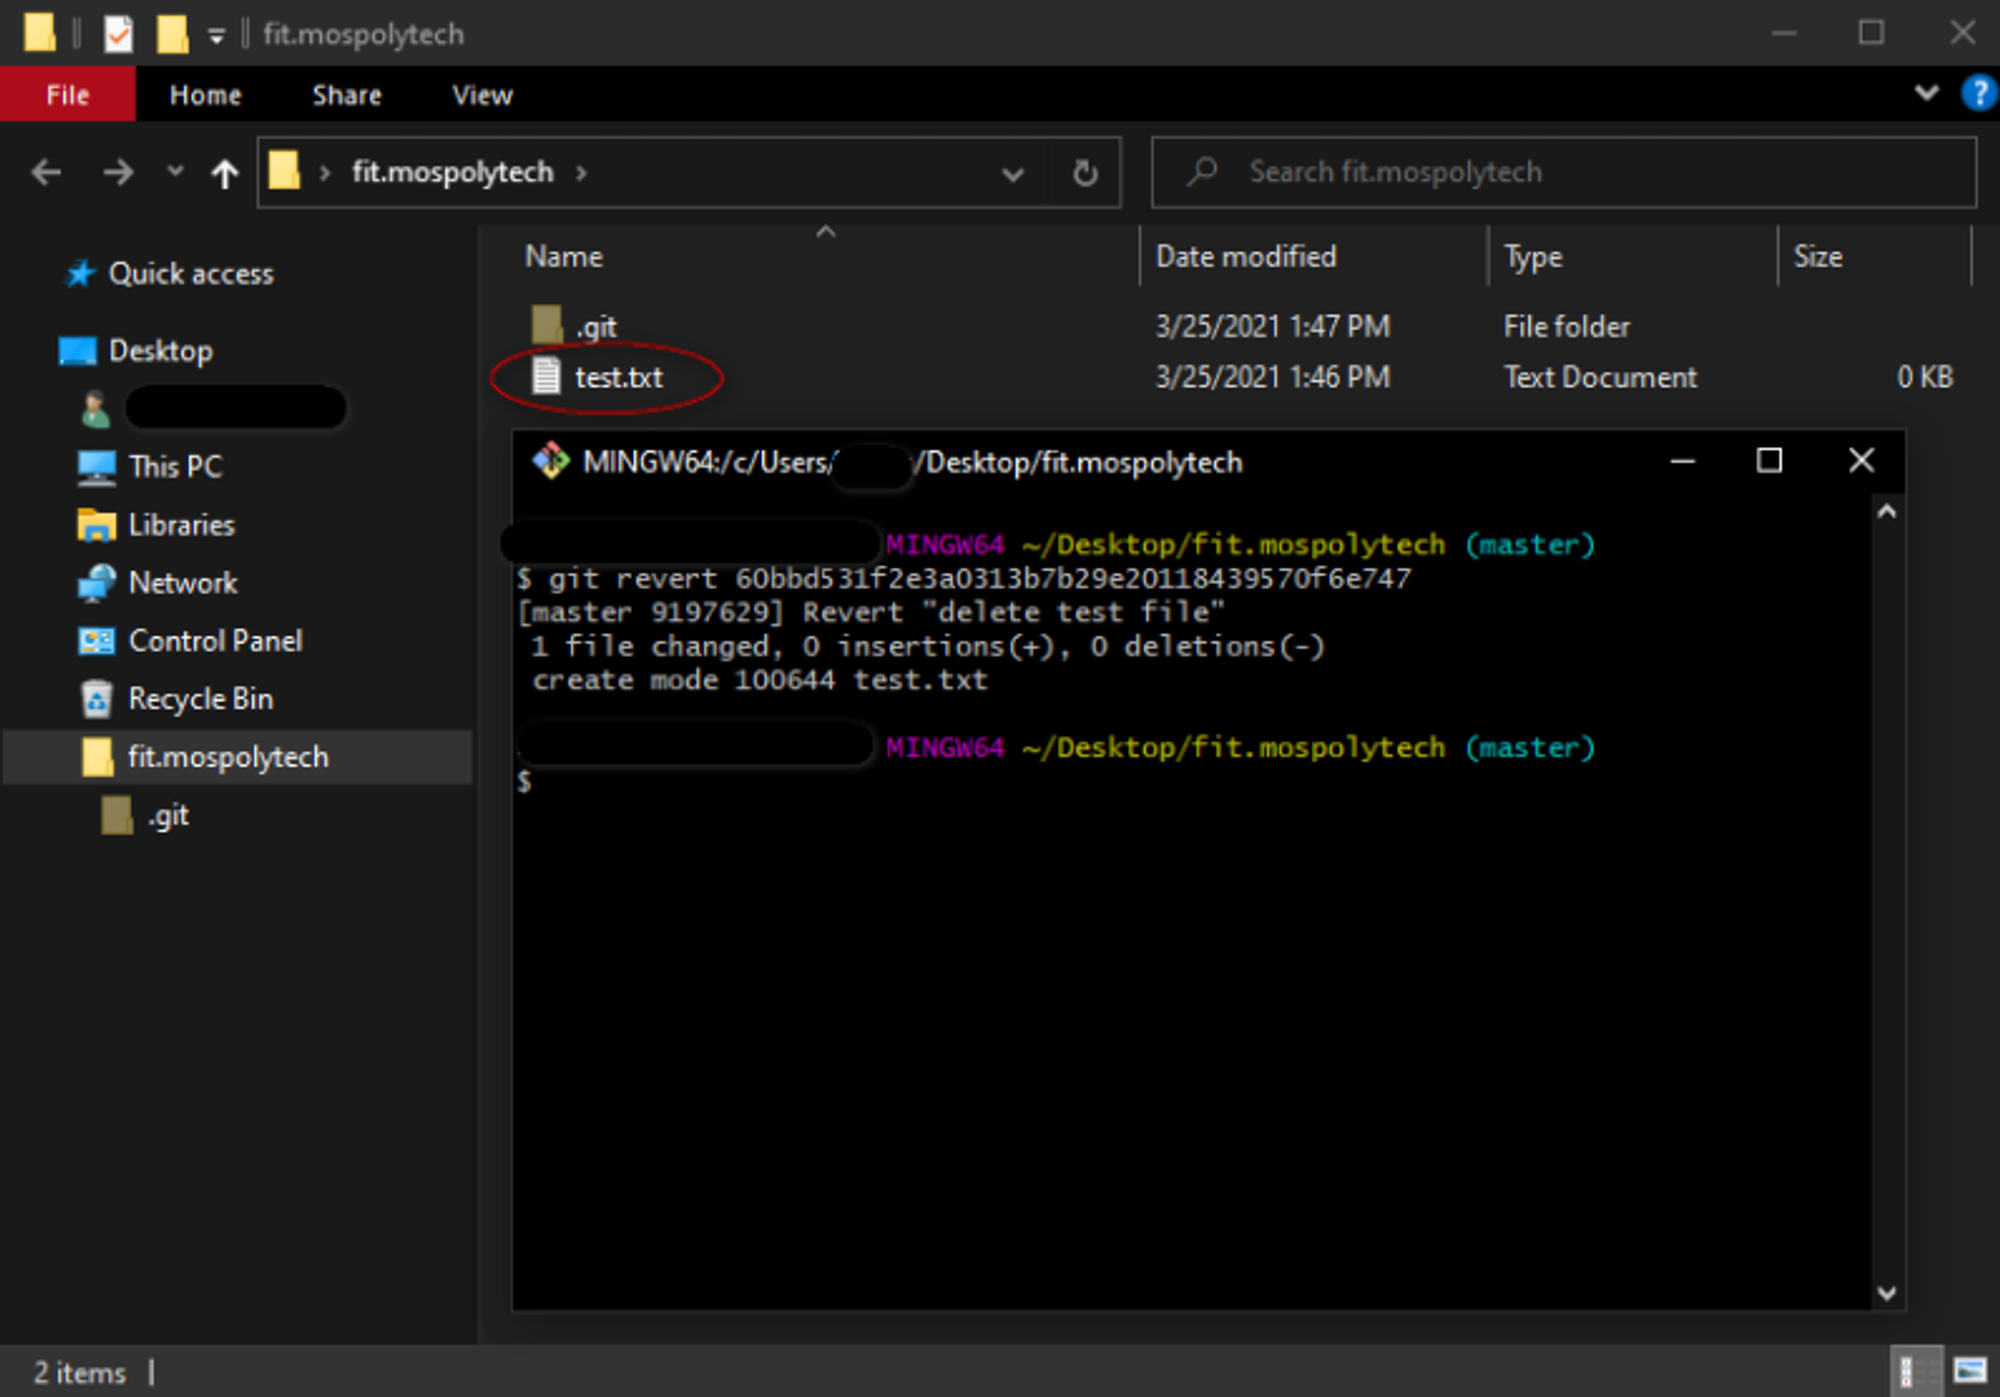 fit.mospolytech
File Home Share View
fit.mospolytech
Search fit.mospolytech
Name Date modified Type Size
.git 3/25/2021 1:47 PM File folder
test.txt 3/25/2021 1:46 PM Text Document 0 KB
Quick access
Desktop
This PC
Libraries
Network
Control Panel
Recycle Bin
fit.mospolytech
.git
MINGW64:/c/Users/ /Desktop/fit.mospolytech
MINGW64 ~/Desktop/fit.mospolytech (master)
$ git revert 60bbd531f2e3a0313b7b29e20118439570f6e747
[master 9197629] Revert "delete test file"
1 file changed, 0 insertions(+), 0 deletions(-)
create mode 100644 test.txt
MINGW64 ~/Desktop/fit.mospolytech (master)
$
2 items